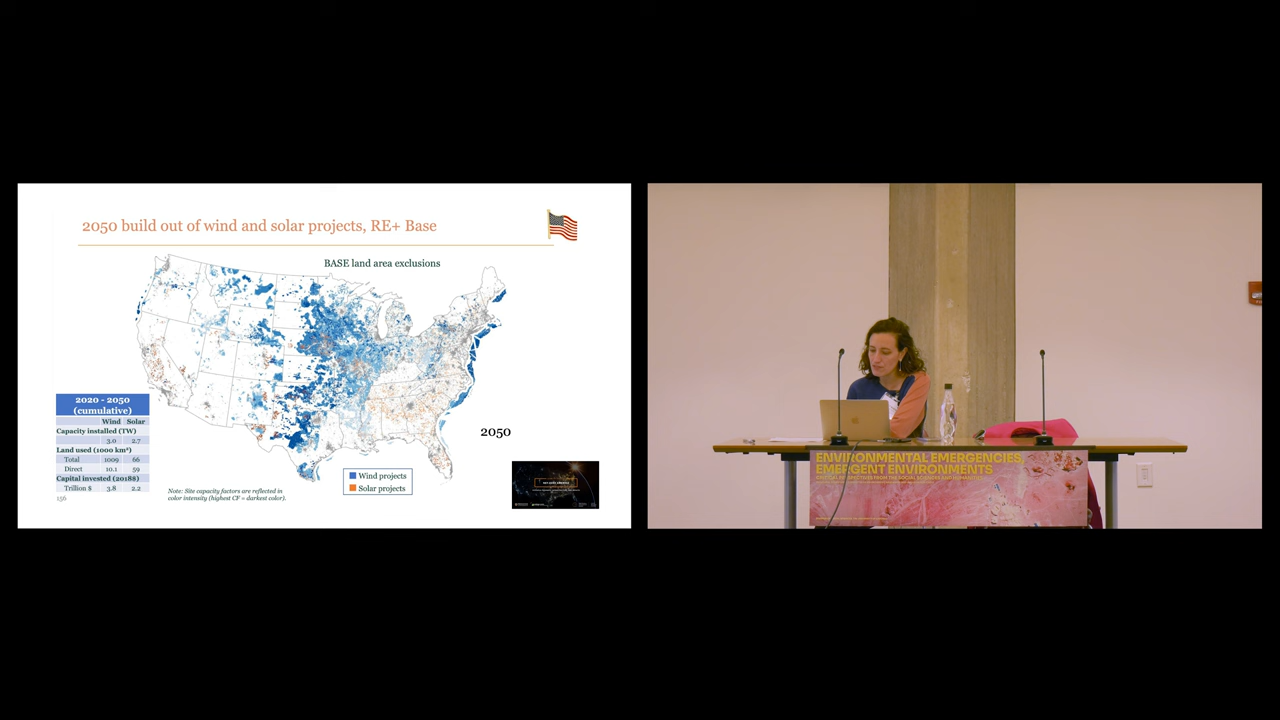 2050 build out of wind and solar projects, RE+ Base
BASE land area exclusions
2020 - 2050
(cumulative)
Wind Solar
Capacity installed (TW)
3.0 2.7
Land used (1000 km²)
Total 1009 66
Direct 10.1 59
Capital invested (2018$)
Trillion $ 3.8 2.2
156
Note: Site capacity factors are reflected in
color intensity (highest CF = darkest color).
Wind projects
Solar projects
2050
ENVIRONMENTAL EMERGENCIES,
EMERGENT ENVIRONMENTS